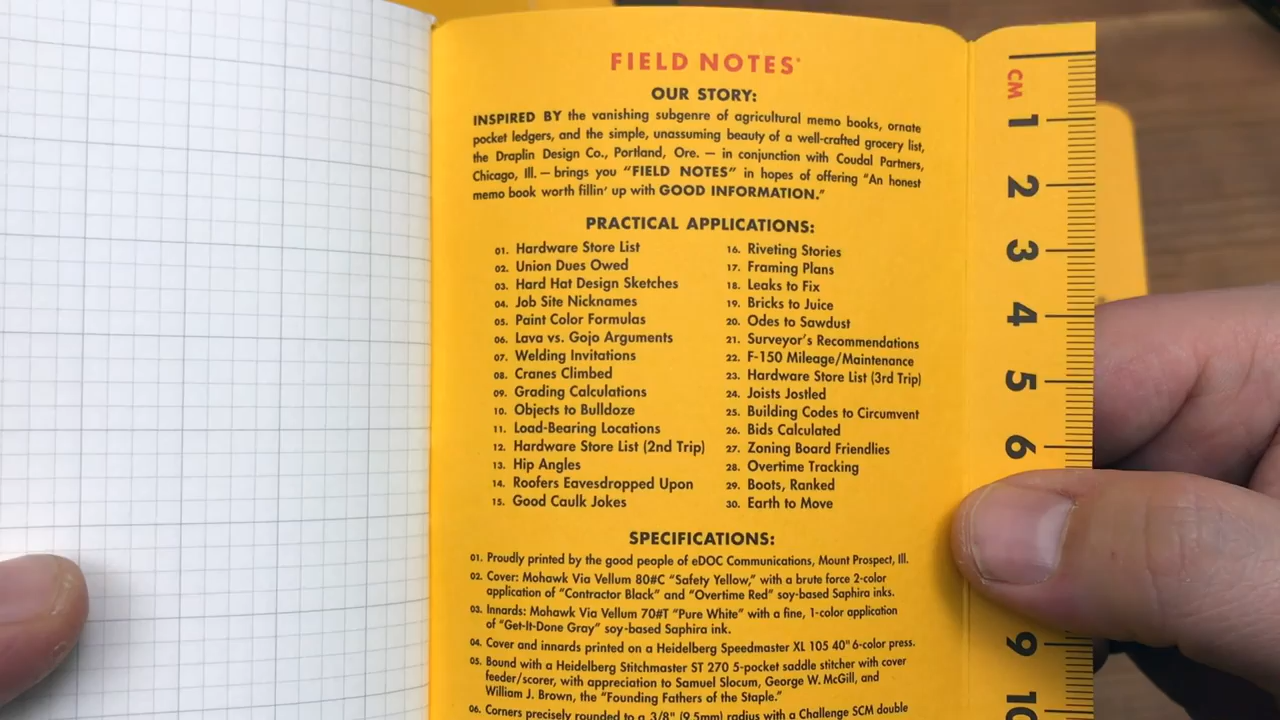 FIELD NOTES®
OUR STORY:
INSPIRED BY the vanishing subgenre of agricultural memo books, ornate
pocket ledgers, and the simple, unassuming beauty of a well-crafted grocery list,
the Draplin Design Co., Portland, Ore. — in conjunction with Coudal Partners,
Chicago, Ill. — brings you “FIELD NOTES” in hopes of offering “An honest
memo book worth fillin’ up with GOOD INFORMATION.”
PRACTICAL APPLICATIONS:
01. Hardware Store List
02. Union Dues Owed
03. Hard Hat Design Sketches
04. Job Site Nicknames
05. Paint Color Formulas
06. Lava vs. Gojo Arguments
07. Welding Invitations
08. Cranes Climbed
09. Grading Calculations
10. Objects to Bulldoze
11. Load-Bearing Locations
12. Hardware Store List (2nd Trip)
13. Hip Angles
14. Roofers Eavesdropped Upon
15. Good Caulk Jokes
16. Riveting Stories
17. Framing Plans
18. Leaks to Fix
19. Bricks to Juice
20. Odes to Sawdust
21. Surveyor’s Recommendations
22. F-150 Mileage/Maintenance
23. Hardware Store List (3rd Trip)
24. Joists Jostled
25. Building Codes to Circumvent
26. Bids Calculated
27. Zoning Board Friendlies
28. Overtime Tracking
29. Boots, Ranked
30. Earth to Move
SPECIFICATIONS:
01. Proudly printed by the good people of eDOC Communications, Mount Prospect, Ill.
02. Cover: Mohawk Via Vellum 80#C “Safety Yellow,” with a brute force 2-color
application of “Contractor Black” and “Overtime Red” soy-based Saphira inks.
03. Innards: Mohawk Via Vellum 70#T “Pure White” with a fine, 1-color application
of “Get-It-Done Gray” soy-based Saphira ink.
04. Cover and innards printed on a Heidelberg Speedmaster XL 105 40" 6-color press.
05. Bound with a Heidelberg Stitchmaster ST 270 5-pocket saddle stitcher with cover
feeder/scorer, with appreciation to Samuel Slocum, George W. McGill, and
William J. Brown, the “Founding Fathers of the Staple.”
06. Corners precisely rounded to a 3/8" (9.5mm) radius with a Challenge SCM double
CM
1
2
3
4
5
6
9
10